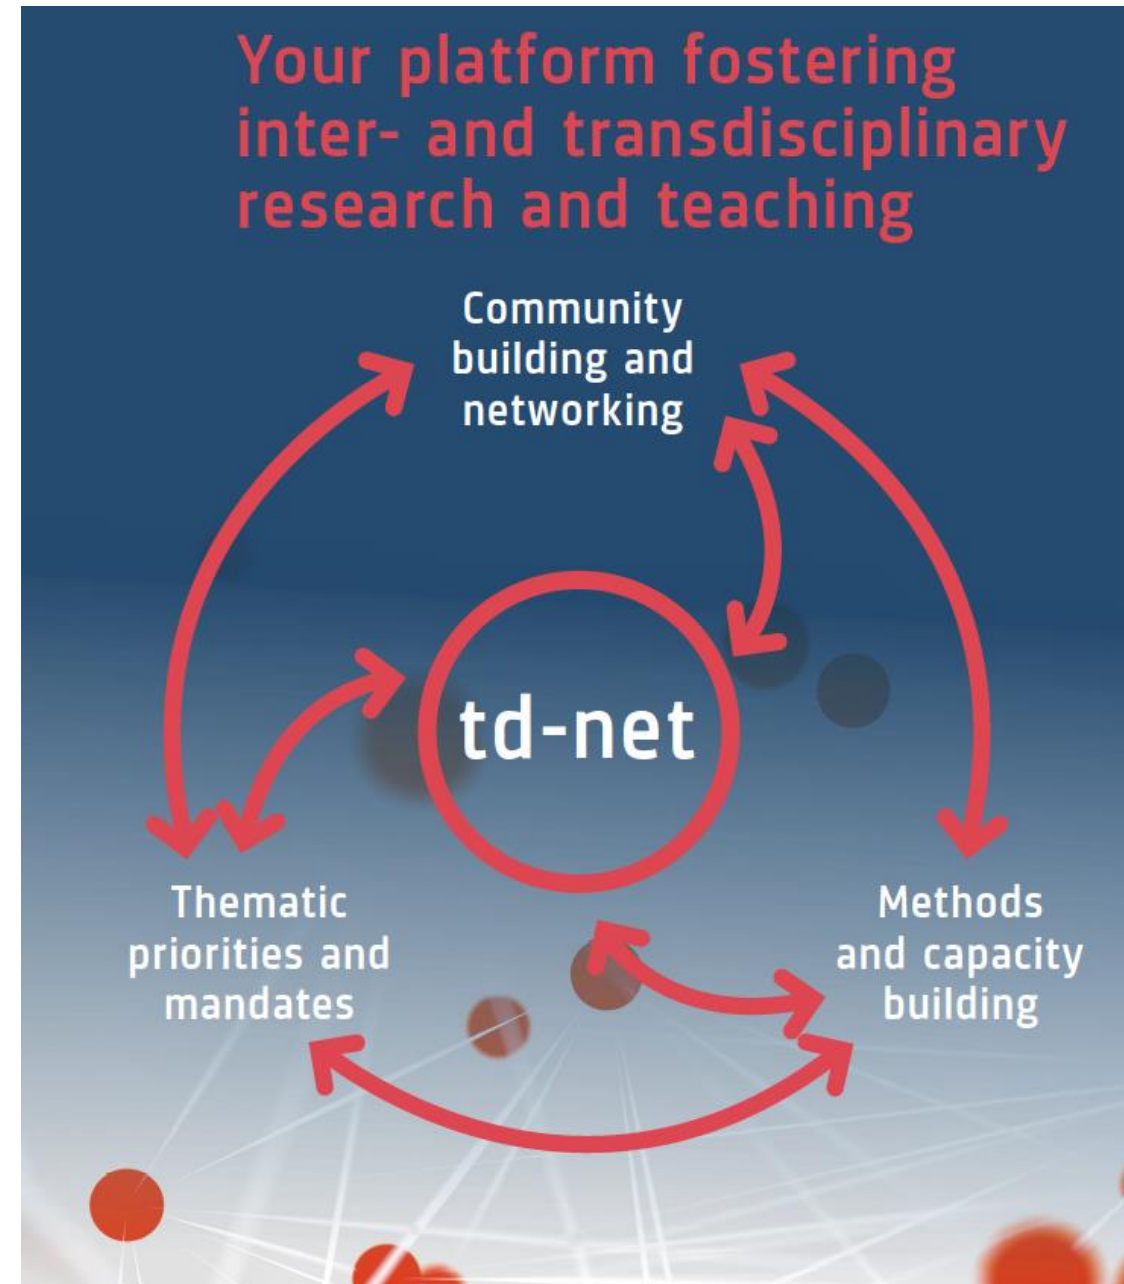 Your platform fostering
inter- and transdisciplinary
research and teaching
Community
building and
networking
td-net
Thematic
priorities and
mandates
Methods
and capacity
building